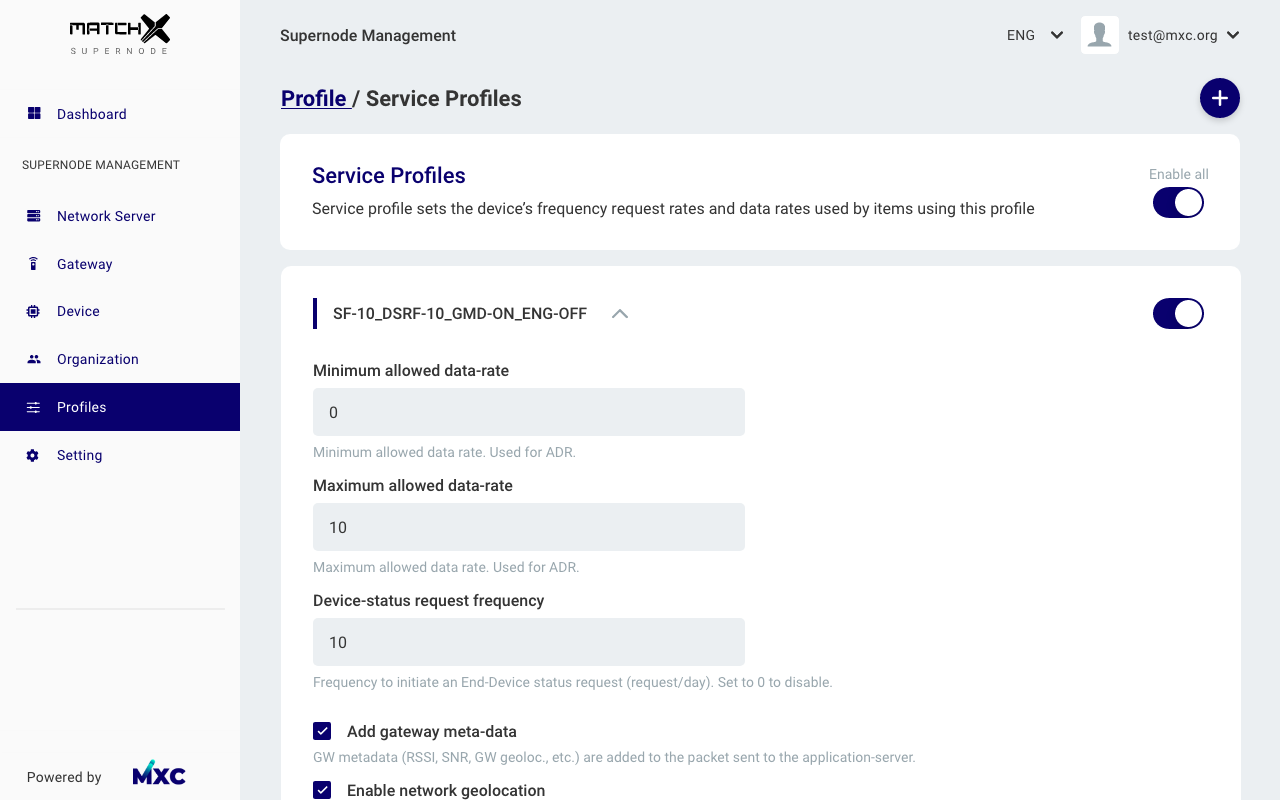 MATCHX
SUPERNODE
Dashboard
SUPERNODE MANAGEMENT
Network Server
Gateway
Device
Organization
Profiles
Setting
Powered by MXC
Supernode Management
ENG
test@mxc.org
Profile / Service Profiles
Service Profiles
Enable all
Service profile sets the device’s frequency request rates and data rates used by items using this profile
SF-10_DSRF-10_GMD-ON_ENG-OFF
Minimum allowed data-rate
0
Minimum allowed data rate. Used for ADR.
Maximum allowed data-rate
10
Maximum allowed data rate. Used for ADR.
Device-status request frequency
10
Frequency to initiate an End-Device status request (request/day). Set to 0 to disable.
Add gateway meta-data
GW metadata (RSSI, SNR, GW geoloc., etc.) are added to the packet sent to the application-server.
Enable network geolocation